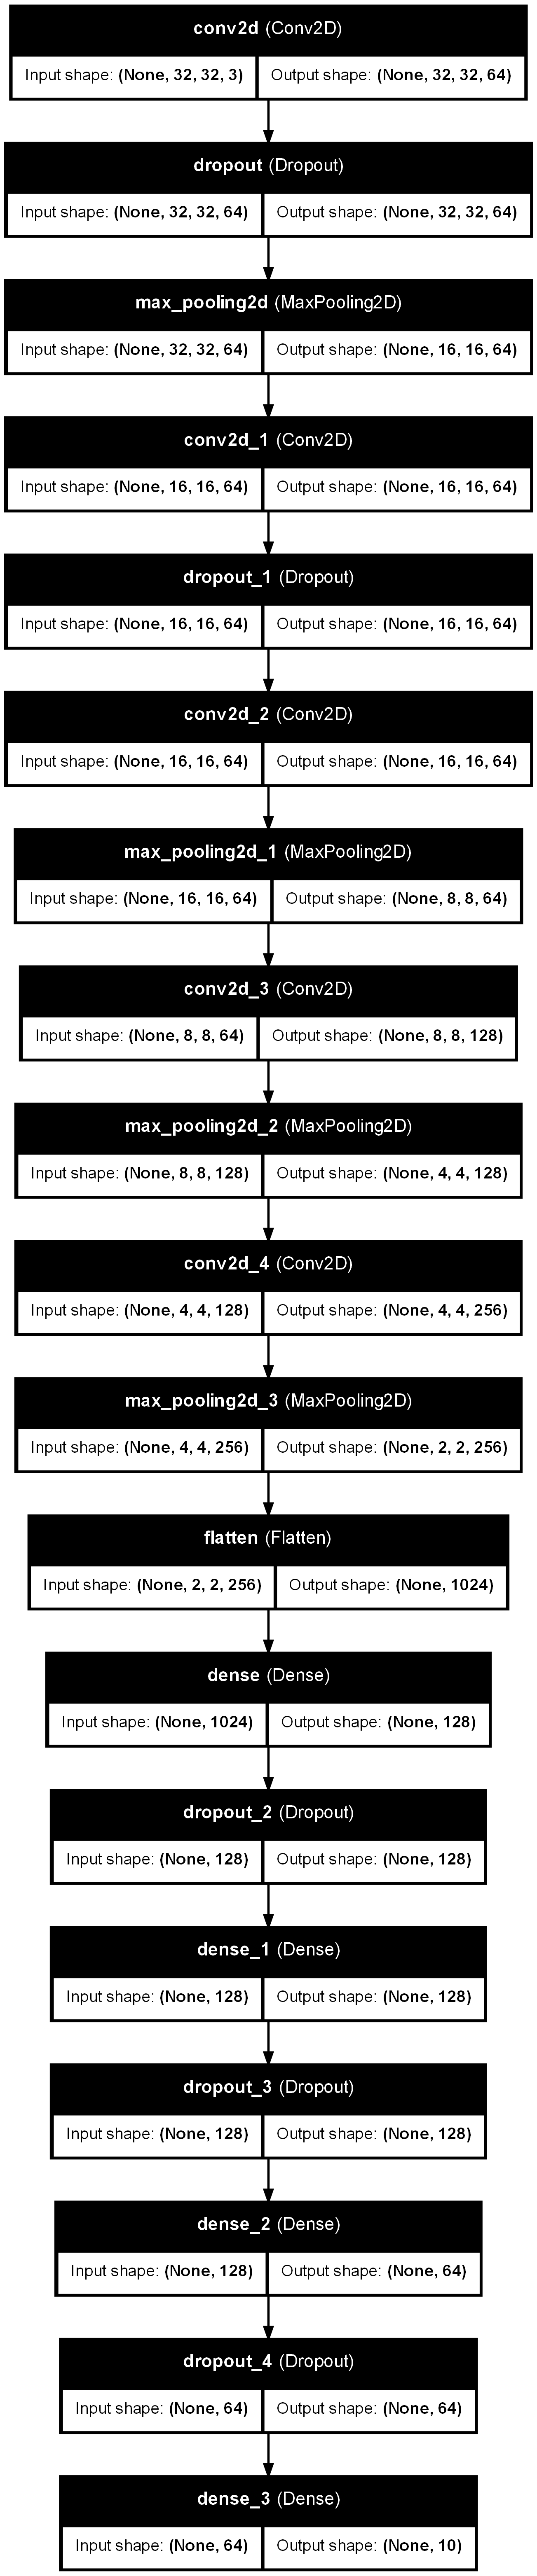 conv2d (Conv2D)
Input shape: (None, 32, 32, 3) Output shape: (None, 32, 32, 64)
dropout (Dropout)
Input shape: (None, 32, 32, 64) Output shape: (None, 32, 32, 64)
max_pooling2d (MaxPooling2D)
Input shape: (None, 32, 32, 64) Output shape: (None, 16, 16, 64)
conv2d_1 (Conv2D)
Input shape: (None, 16, 16, 64) Output shape: (None, 16, 16, 64)
dropout_1 (Dropout)
Input shape: (None, 16, 16, 64) Output shape: (None, 16, 16, 64)
conv2d_2 (Conv2D)
Input shape: (None, 16, 16, 64) Output shape: (None, 16, 16, 64)
max_pooling2d_1 (MaxPooling2D)
Input shape: (None, 16, 16, 64) Output shape: (None, 8, 8, 64)
conv2d_3 (Conv2D)
Input shape: (None, 8, 8, 64) Output shape: (None, 8, 8, 128)
max_pooling2d_2 (MaxPooling2D)
Input shape: (None, 8, 8, 128) Output shape: (None, 4, 4, 128)
conv2d_4 (Conv2D)
Input shape: (None, 4, 4, 128) Output shape: (None, 4, 4, 256)
max_pooling2d_3 (MaxPooling2D)
Input shape: (None, 4, 4, 256) Output shape: (None, 2, 2, 256)
flatten (Flatten)
Input shape: (None, 2, 2, 256) Output shape: (None, 1024)
dense (Dense)
Input shape: (None, 1024) Output shape: (None, 128)
dropout_2 (Dropout)
Input shape: (None, 128) Output shape: (None, 128)
dense_1 (Dense)
Input shape: (None, 128) Output shape: (None, 128)
dropout_3 (Dropout)
Input shape: (None, 128) Output shape: (None, 128)
dense_2 (Dense)
Input shape: (None, 128) Output shape: (None, 64)
dropout_4 (Dropout)
Input shape: (None, 64) Output shape: (None, 64)
dense_3 (Dense)
Input shape: (None, 64) Output shape: (None, 10)